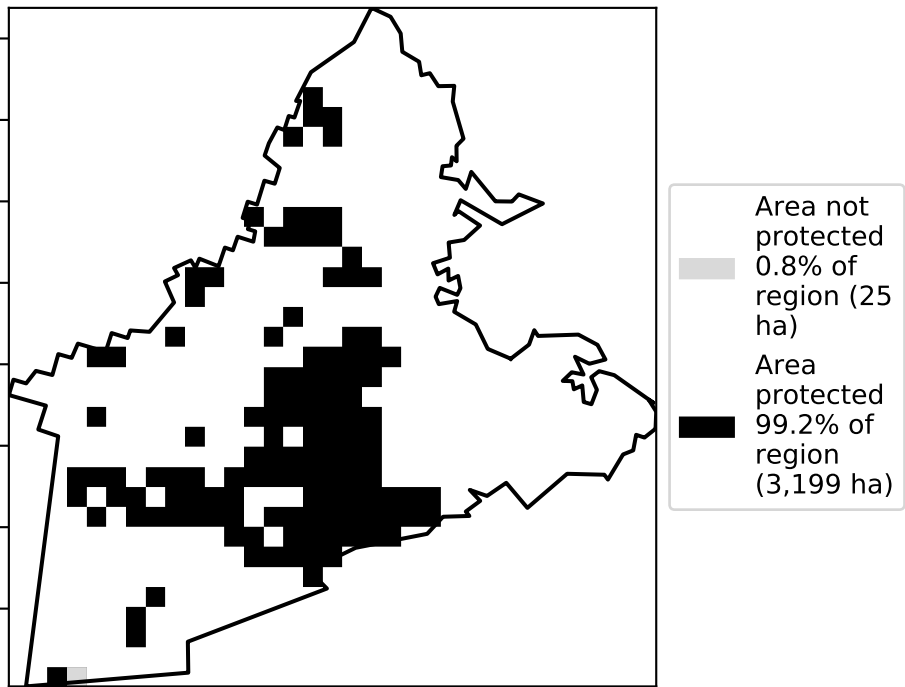 Area not
protected
0.8% of
region (25
ha)
Area
protected
99.2% of
region
(3,199 ha)